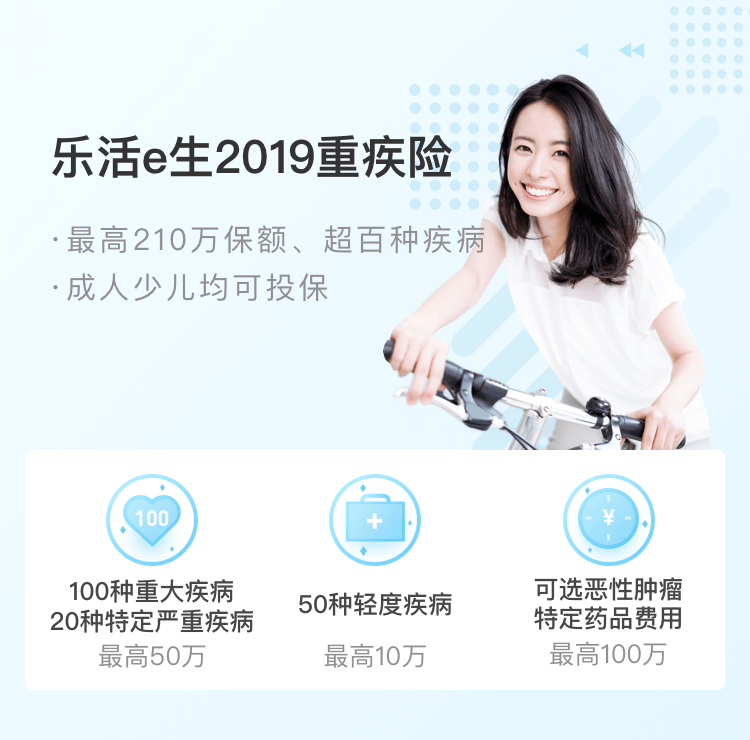 乐活e生2019重疾险
·最高210万保额、超百种疾病
·成人少儿均可投保
100
¥
100种重大疾病
20种特定严重疾病
最高50万
50种轻度疾病
最高10万
可选恶性肿瘤
特定药品费用
最高100万